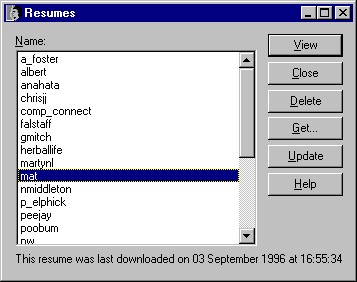 Resumes
Name:
a_foster
albert
anahata
chrisjj
comp_connect
falstaff
gmitch
herballife
martynl
mat
nmiddleton
p_elphick
peejay
poobum
pw
View
Close
Delete
Get...
Update
Help
This resume was last downloaded on 03 September 1996 at 16:55:34